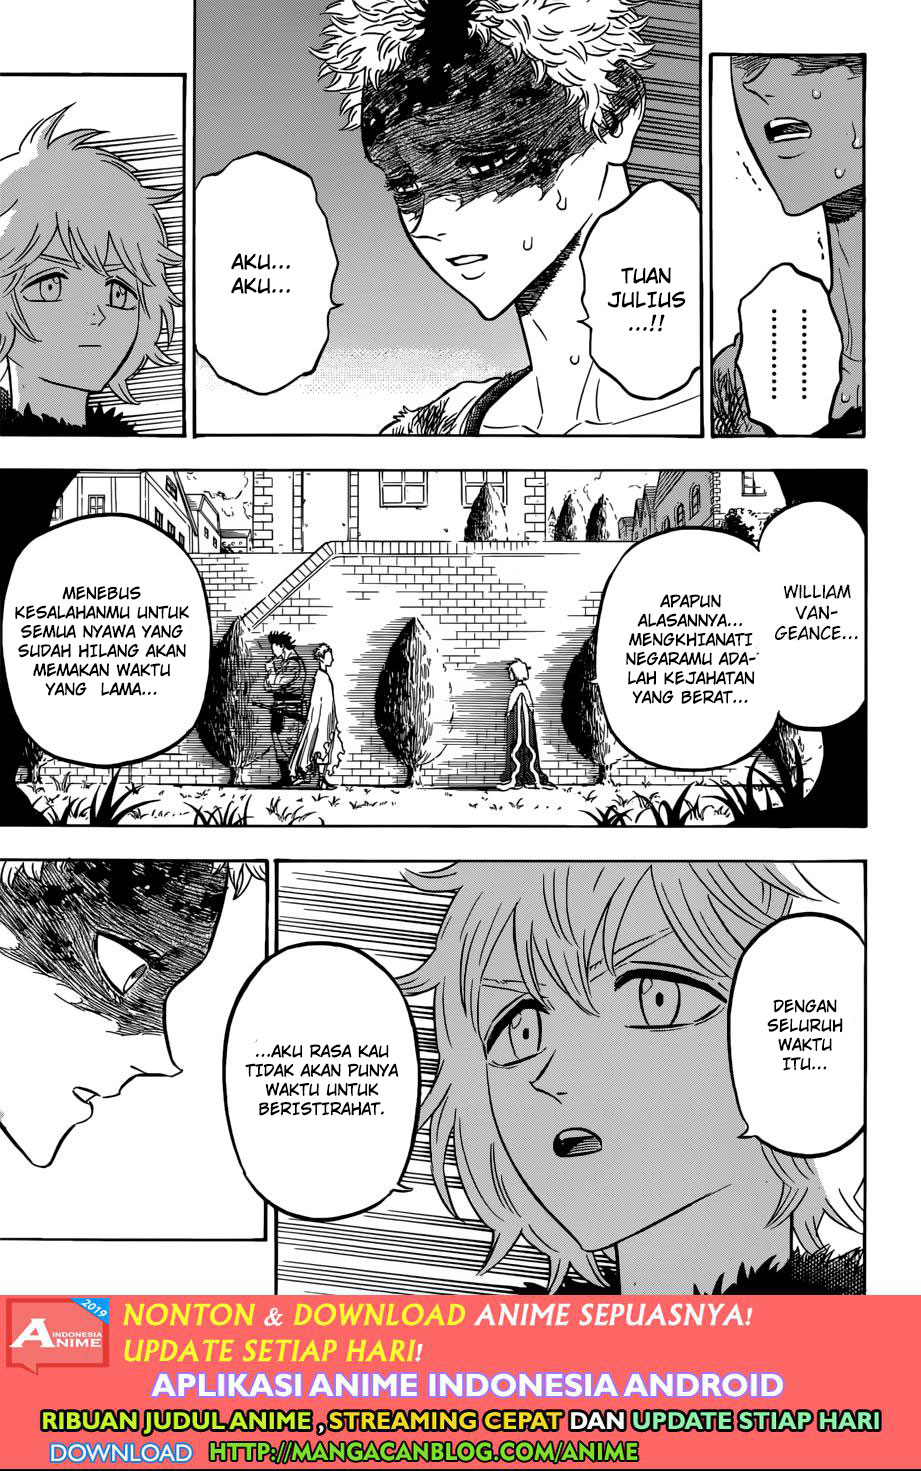 ............
TUAN
JULIUS
...!!
AKU...
AKU...
WILLIAM
VAN-
GEANCE...
APAPUN
ALASANNYA...
MENGKHIANATI
NEGARAMU ADA-
LAH KEJAHATAN
YANG BERAT...
MENEBUS
KESALAHANMU UNTUK
SEMUA NYAWA YANG
SUDAH HILANG AKAN
MEMAKAN WAKTU
YANG LAMA...
DENGAN
SELURUH
WAKTU
ITU...
...AKU RASA KAU
TIDAK AKAN PUNYA
WAKTU UNTUK
BERISTIRAHAT.
2019
INDONESIA
ANIME
NONTON & DOWNLOAD ANIME SEPUASNYA!
UPDATE SETIAP HARI!
APLIKASI ANIME INDONESIA ANDROID
RIBUAN JUDUL ANIME , STREAMING CEPAT DAN UPDATE STIAP HARI
DOWNLOAD HTTP://MANGACANBLOG.COM/ANIME